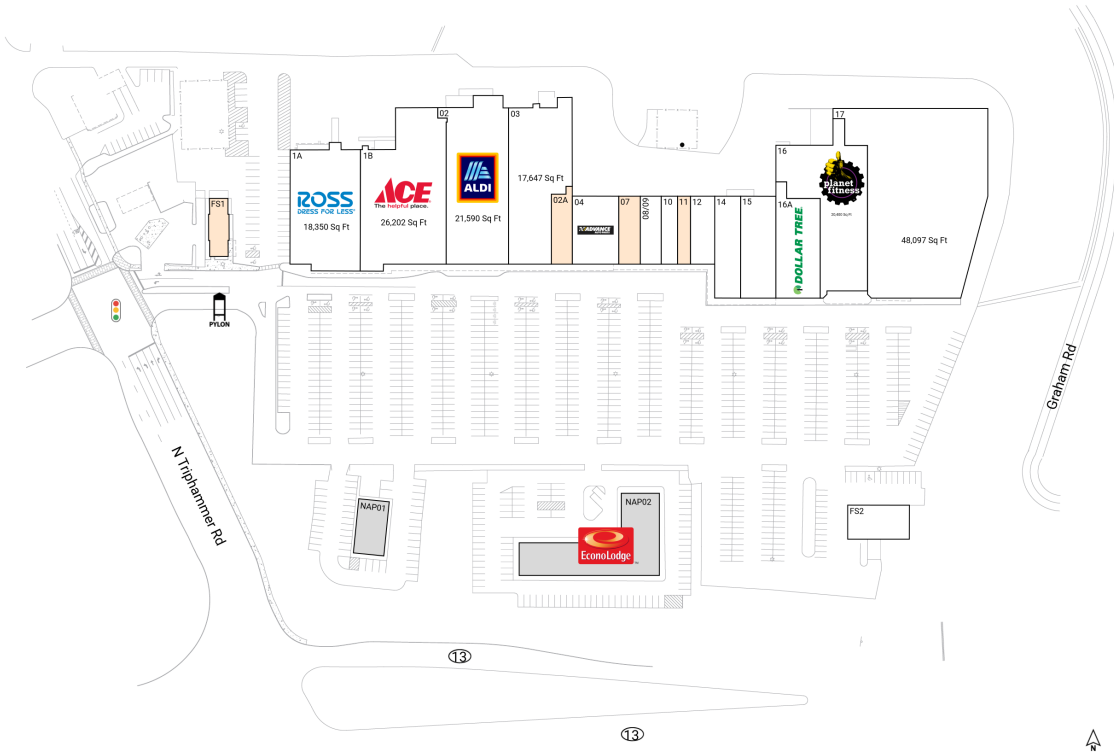 02
03
17
1A
1B
16
ROSS
DRESS FOR LESS
ACE
The helpful place.
ALDI
planet
fitness
17,647 Sq Ft
FS1
02A
04
07
08/09
10
11
12
14
15
16A
18,350 Sq Ft
26,202 Sq Ft
21,590 Sq Ft
ADVANCE
DOLLAR TREE
48,097 Sq Ft
PYLON
Graham Rd
N Triphammer Rd
NAP01
NAP02
FS2
EconoLodge
13
13
N